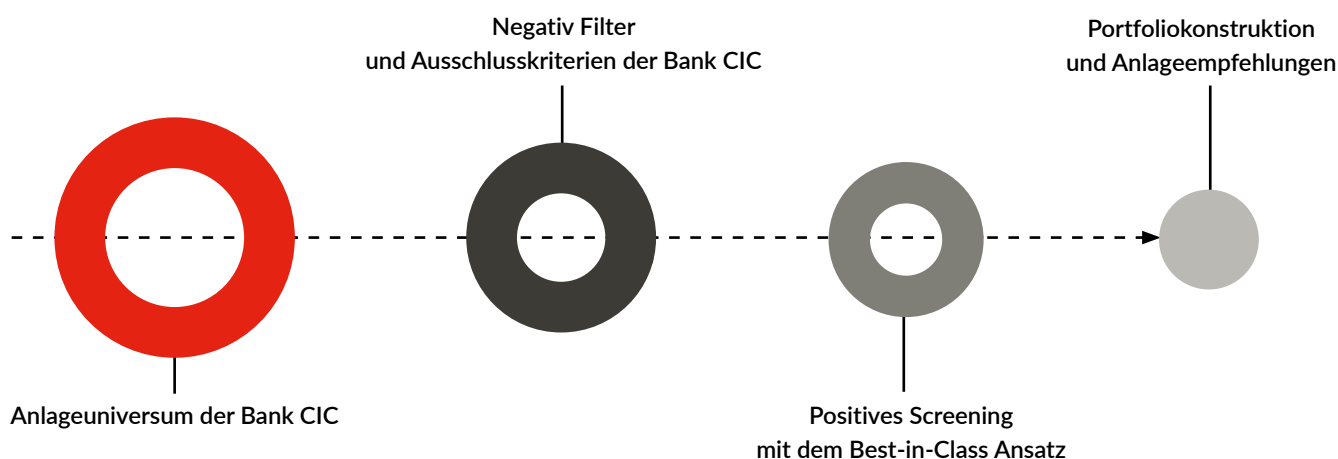 Negativ Filter
und Ausschlusskriterien der Bank CIC
Portfoliokonstruktion
und Anlageempfehlungen
Anlageuniversum der Bank CIC
Positives Screening
mit dem Best-in-Class Ansatz